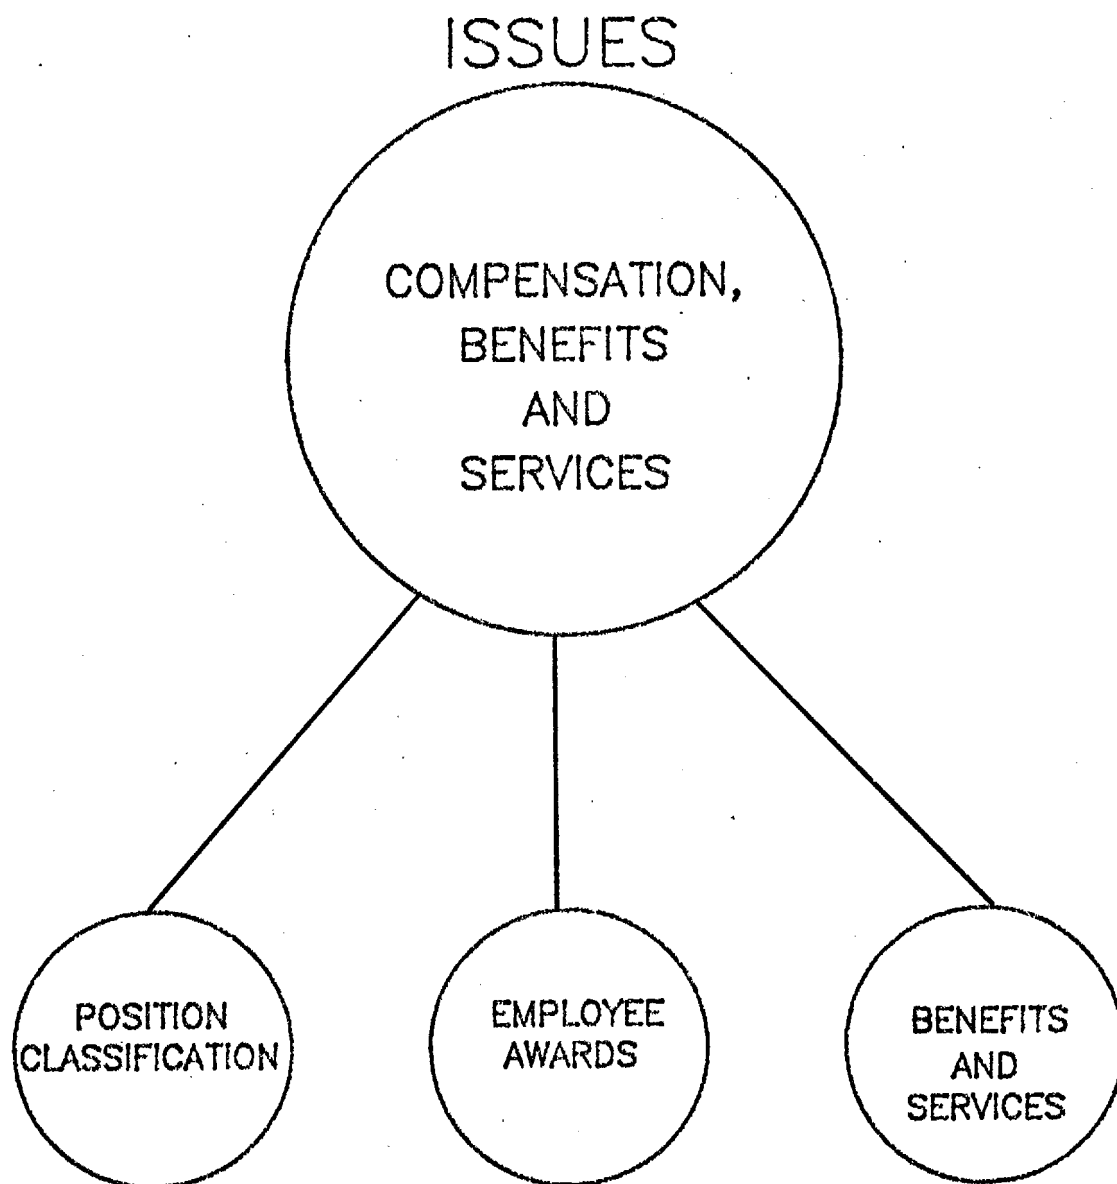 ISSUES
COMPENSATION,
BENEFITS
AND
SERVICES
POSITION
CLASSIFICATION
EMPLOYEE
AWARDS
BENEFITS
AND
SERVICES